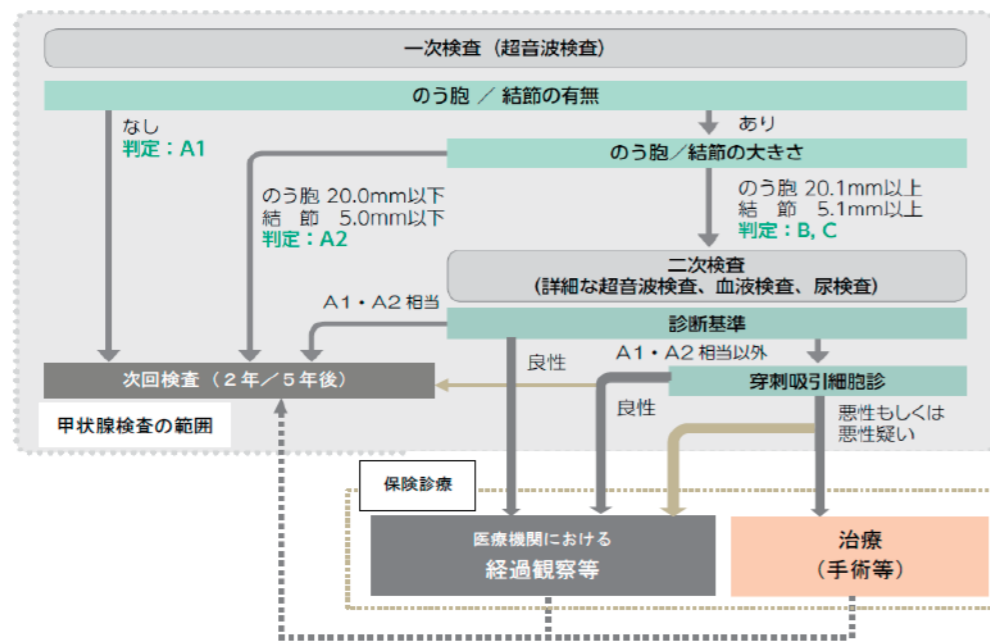 一次検査（超音波検査）
のう胞 ／ 結節の有無
なし
判定：A1
あり
のう胞／結節の大きさ
のう胞 20.0mm以下
結　節　5.0mm以下
判定：A2
のう胞 20.1mm以上
結　節　5.1mm以上
判定：B, C
二次検査
（詳細な超音波検査、血液検査、尿検査）
A1・A2 相当
診断基準
良性
A1・A2 相当以外
次回検査（２年／５年後）
穿刺吸引細胞診
良性
悪性もしくは
悪性疑い
甲状腺検査の範囲
保険診療
医療機関における
経過観察等
治療
（手術等）